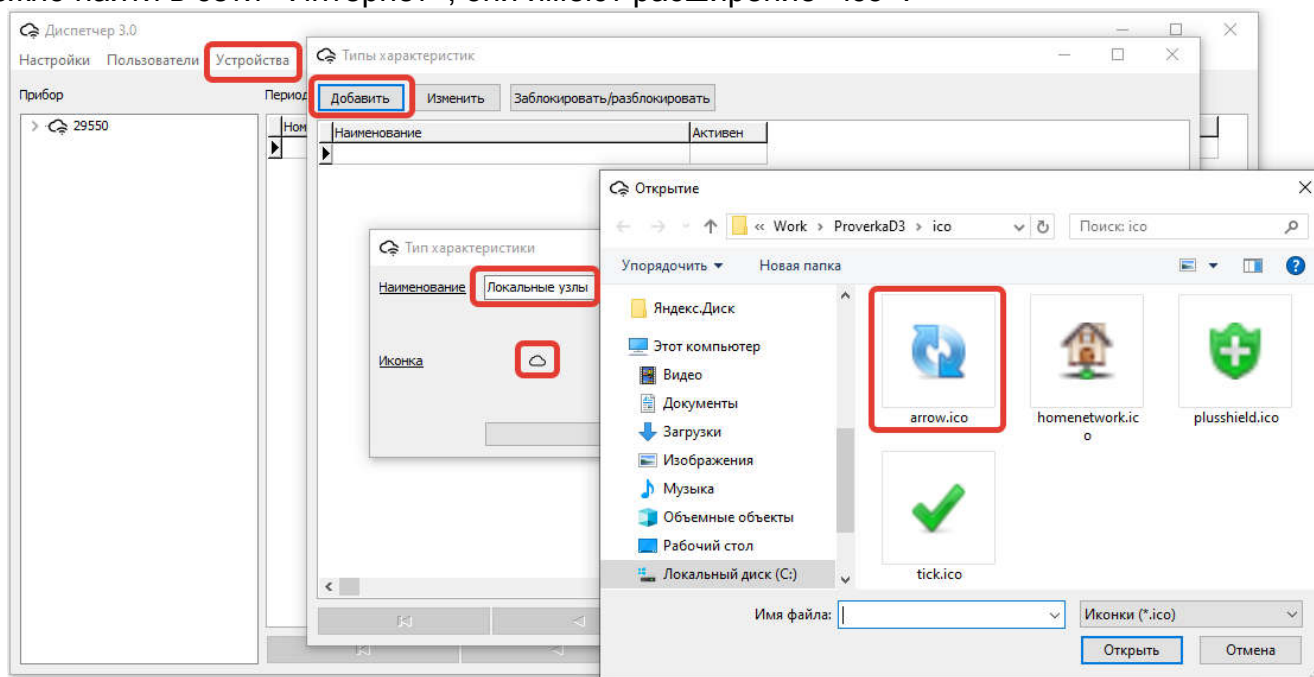 Диспетчер 3.0
Настройки Пользователи Устройства
Прибор
Период
29550
Ном
Типы характеристик
Добавить Изменить Заблокировать/разблокировать
Наименование Активен
Тип характеристики
Наименование Локальные узлы
Иконка
Открытие
« Work › ProverkaD3 › ico
Поиск: ico
Упорядочить Новая папка
Яндекс.Диск
Этот компьютер
Видео
Документы
Загрузки
Изображения
Музыка
Объемные объекты
Рабочий стол
Локальный диск (C:)
arrow.ico
homenetwork.ic
o
plusshield.ico
tick.ico
Имя файла:
Иконки (*.ico)
Открыть Отмена